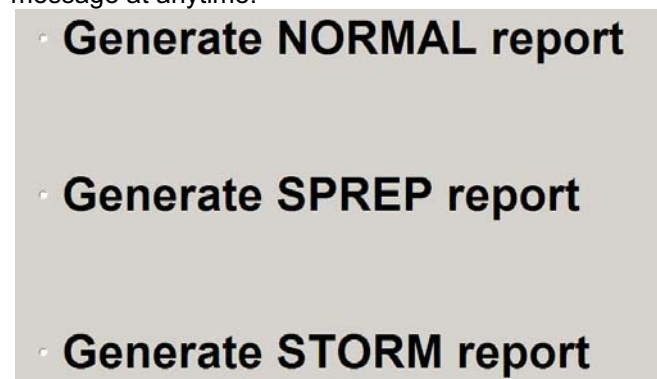 message at anytime.
Generate NORMAL report
Generate SPREP report
Generate STORM report